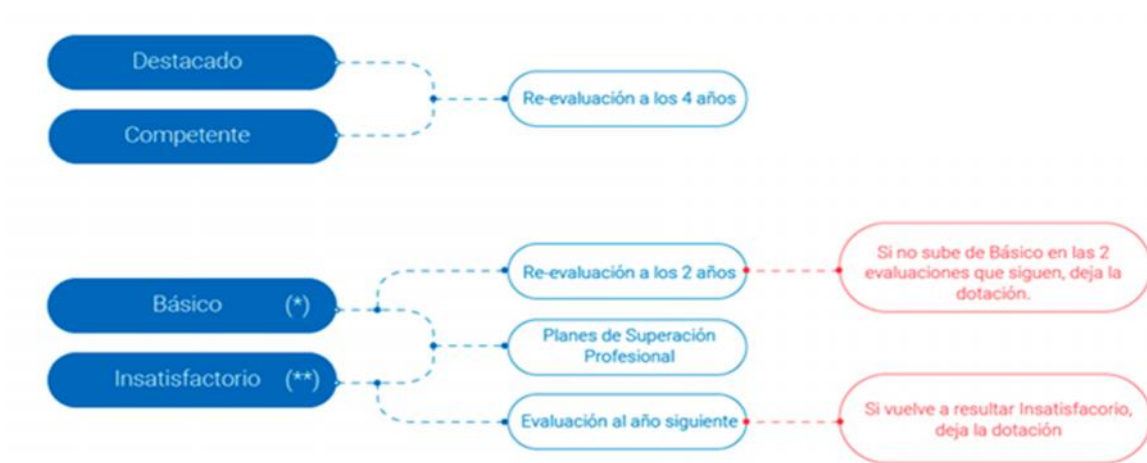 Destacado
Competente
Re-evaluación a los 4 años
Básico (*)
Insatisfactorio (**)
Re-evaluación a los 2 años
Planes de Superación
Profesional
Evaluación al año siguiente
Si no sube de Básico en las 2
evaluaciones que siguen, deja la
dotación.
Si vuelve a resultar Insatisfacorio,
deja la dotación